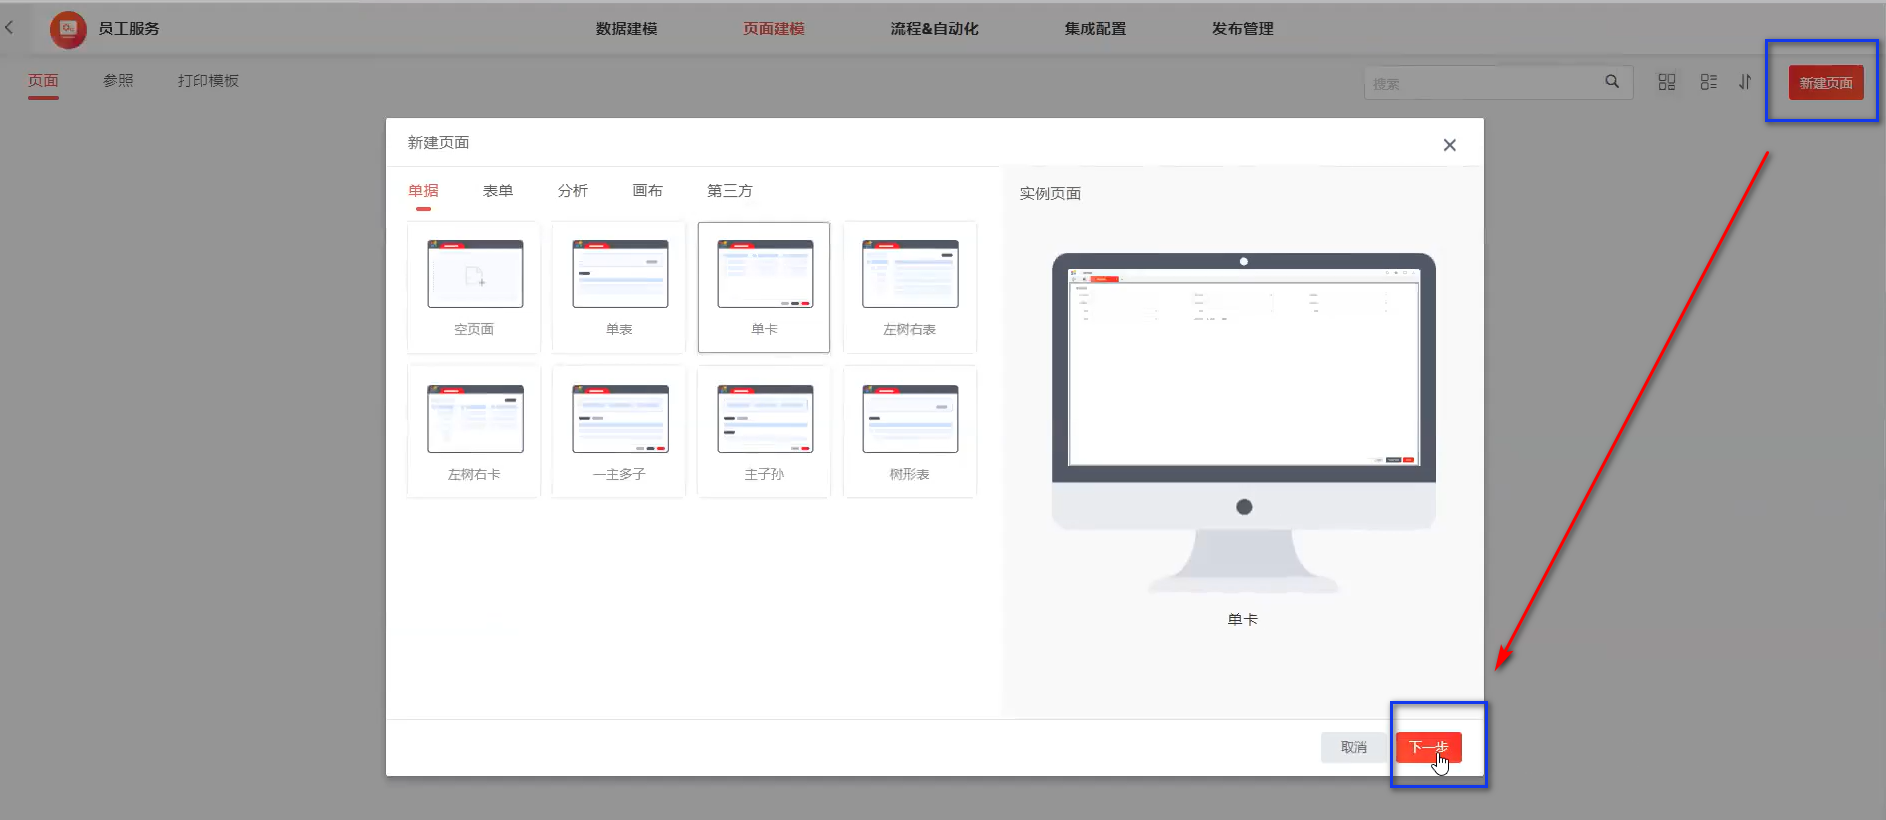 员工服务
数据建模
页面建模
流程&自动化
集成配置
发布管理
页面
参照
打印模板
搜索
新建页面
新建页面
单据
表单
分析
画布
第三方
空页面
单表
单卡
左树右表
左树右卡
一主多子
主子孙
树形表
实例页面
单卡
取消
下一步